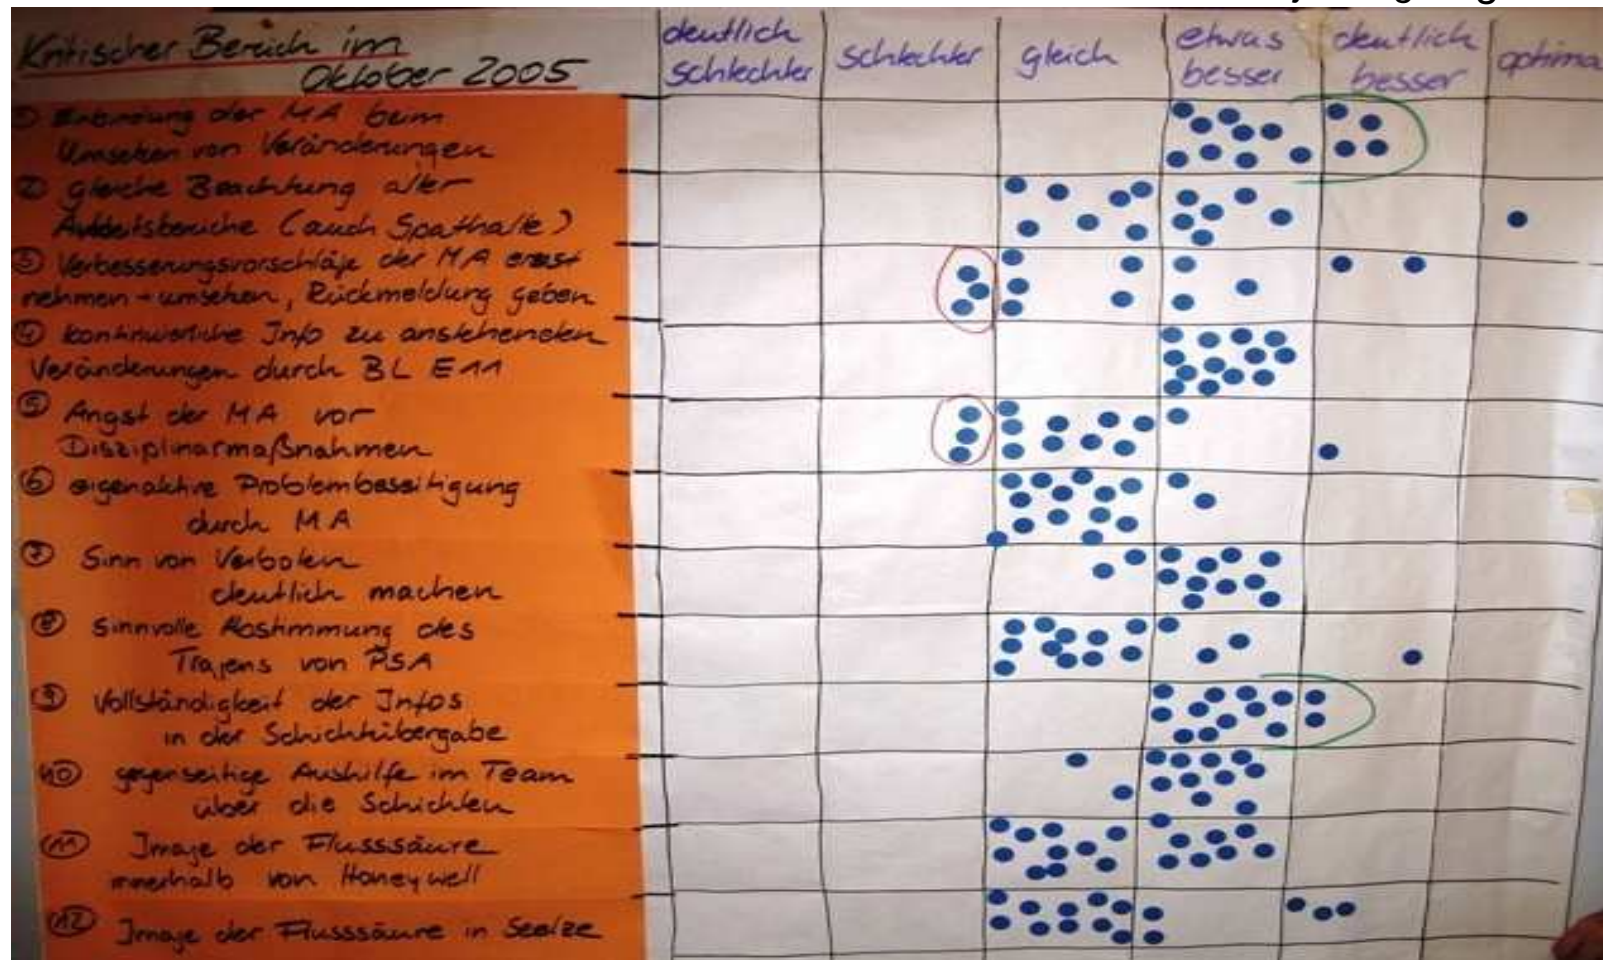 Kritischer Bereich im
Oktober 2005
deutlich
schlechter
schlechter
gleich
etwas
besser
deutlich
besser
optimal
① Einbindung der MA beim
Umsetzen von Veränderungen
② gleiche Beachtung aller
Arbeitsbereiche (auch Spathalle)
③ Verbesserungsvorschläge der MA ernst
nehmen - umsetzen, Rückmeldung geben
④ kontinuierliche Info zu anstehenden
Veränderungen durch BL E11
⑤ Angst der MA vor
Disziplinarmaßnahmen
⑥ eigenaktive Problembeseitigung
durch MA
⑦ Sinn von Verboten
deutlich machen
⑧ Sinnvolle Abstimmung des
Tragens von PSA
⑨ Vollständigkeit der Infos
in der Schichtübergabe
⑩ gegenseitige Aushilfe im Team
über die Schichten
⑪ Image der Flusssäure
innerhalb von Honeywell
⑫ Image der Flusssäure in Seelze